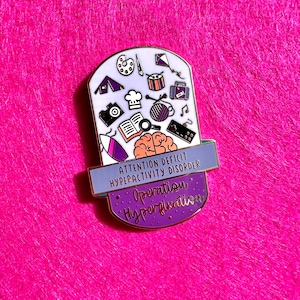 ATTENTION DEFICIT
HYPERACTIVITY DISORDER
Operation
Hyperfixation